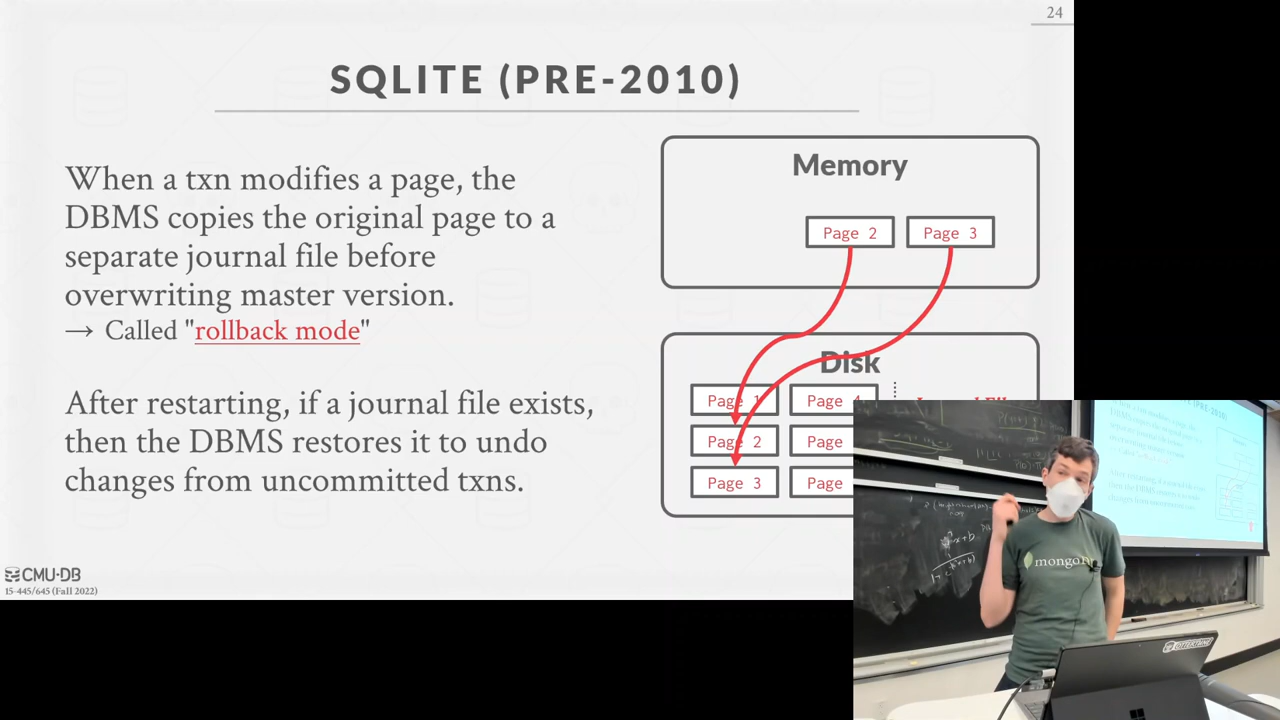 24
SQLITE (PRE-2010)
When a txn modifies a page, the
DBMS copies the original page to a
separate journal file before
overwriting master version.
→ Called "rollback mode"
After restarting, if a journal file exists,
then the DBMS restores it to undo
changes from uncommitted txns.
Memory
Page 2 Page 3
Disk
Page 1 Page 4
Page 2 Page
Page 3 Page
CMU·DB
15-445/645 (Fall 2022)
mongo